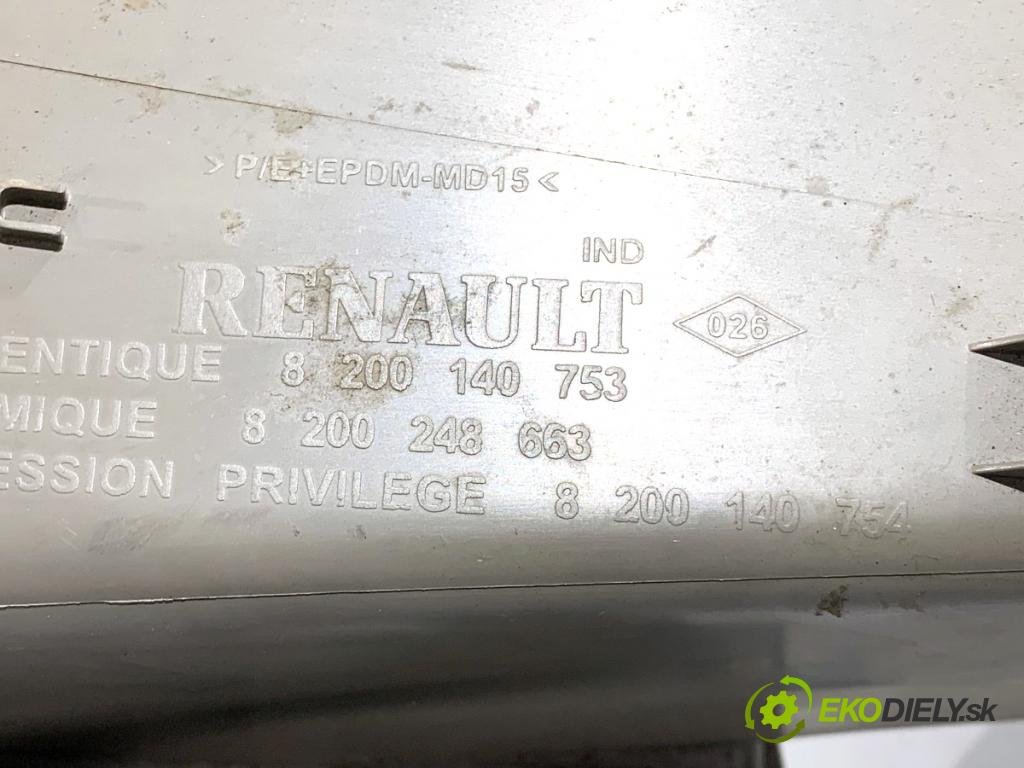 >P/E+EPDM-MD15<
IND
RENAULT 026
ENTIQUE 8 200 140 753
MIQUE 8 200 248 663
ESSION PRIVILEGE 8 200 140 754
EKODIELY.sk